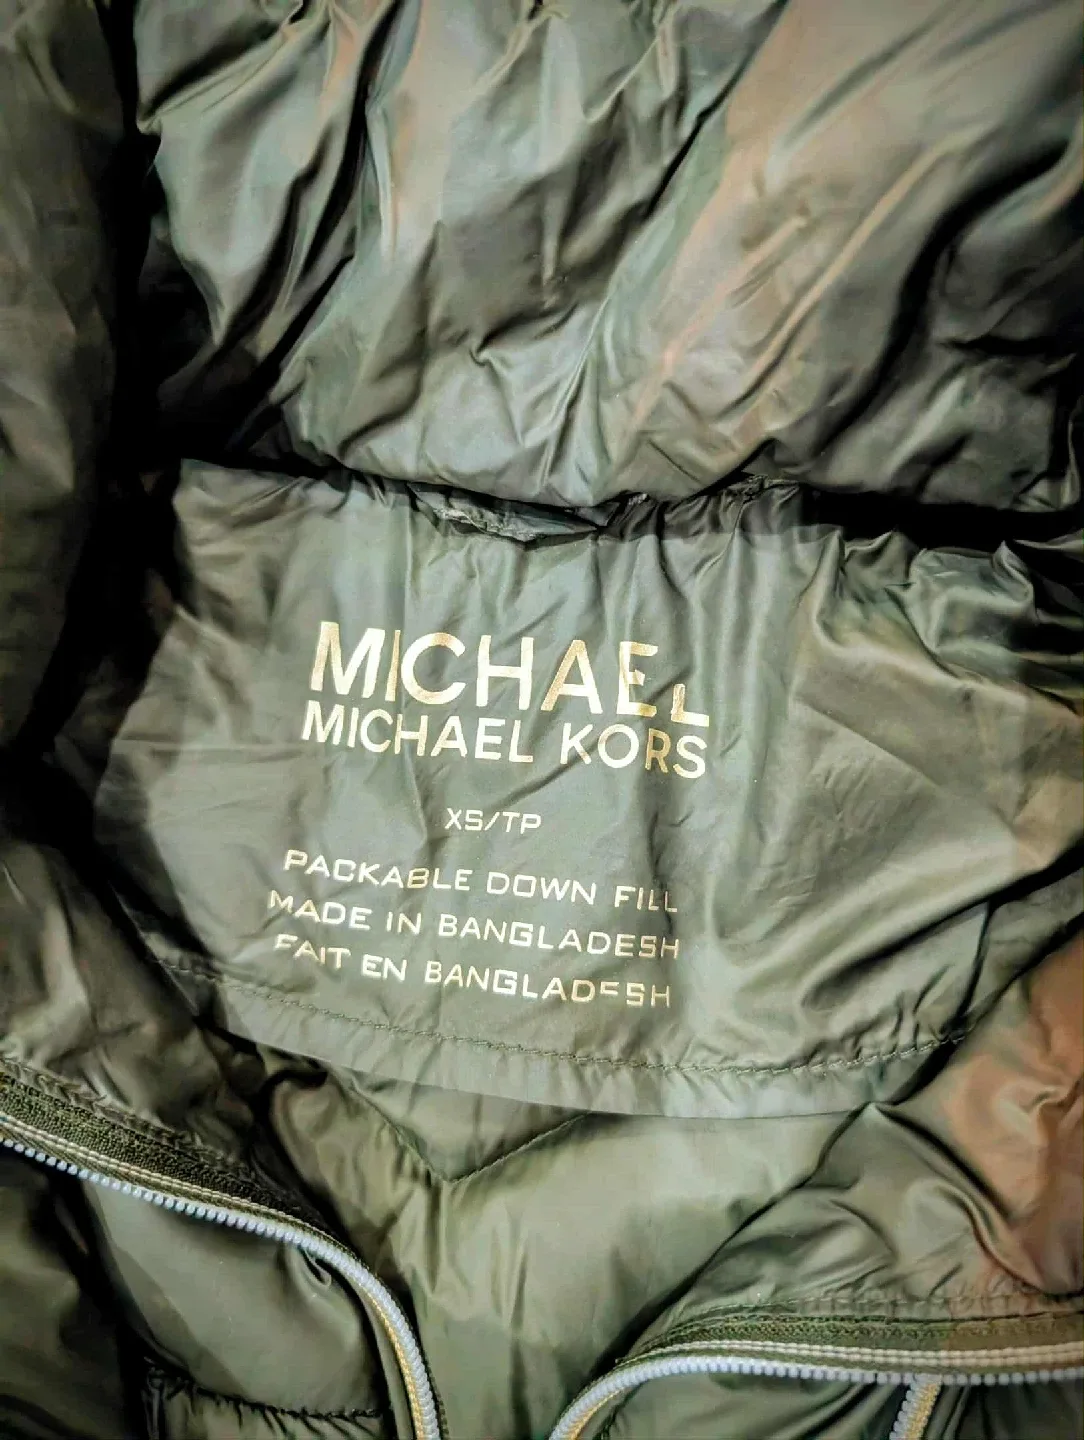 MICHAEL
MICHAEL KORS
XS/TP
PACKABLE DOWN FILL
MADE IN BANGLADESH
FAIT EN BANGLADESH